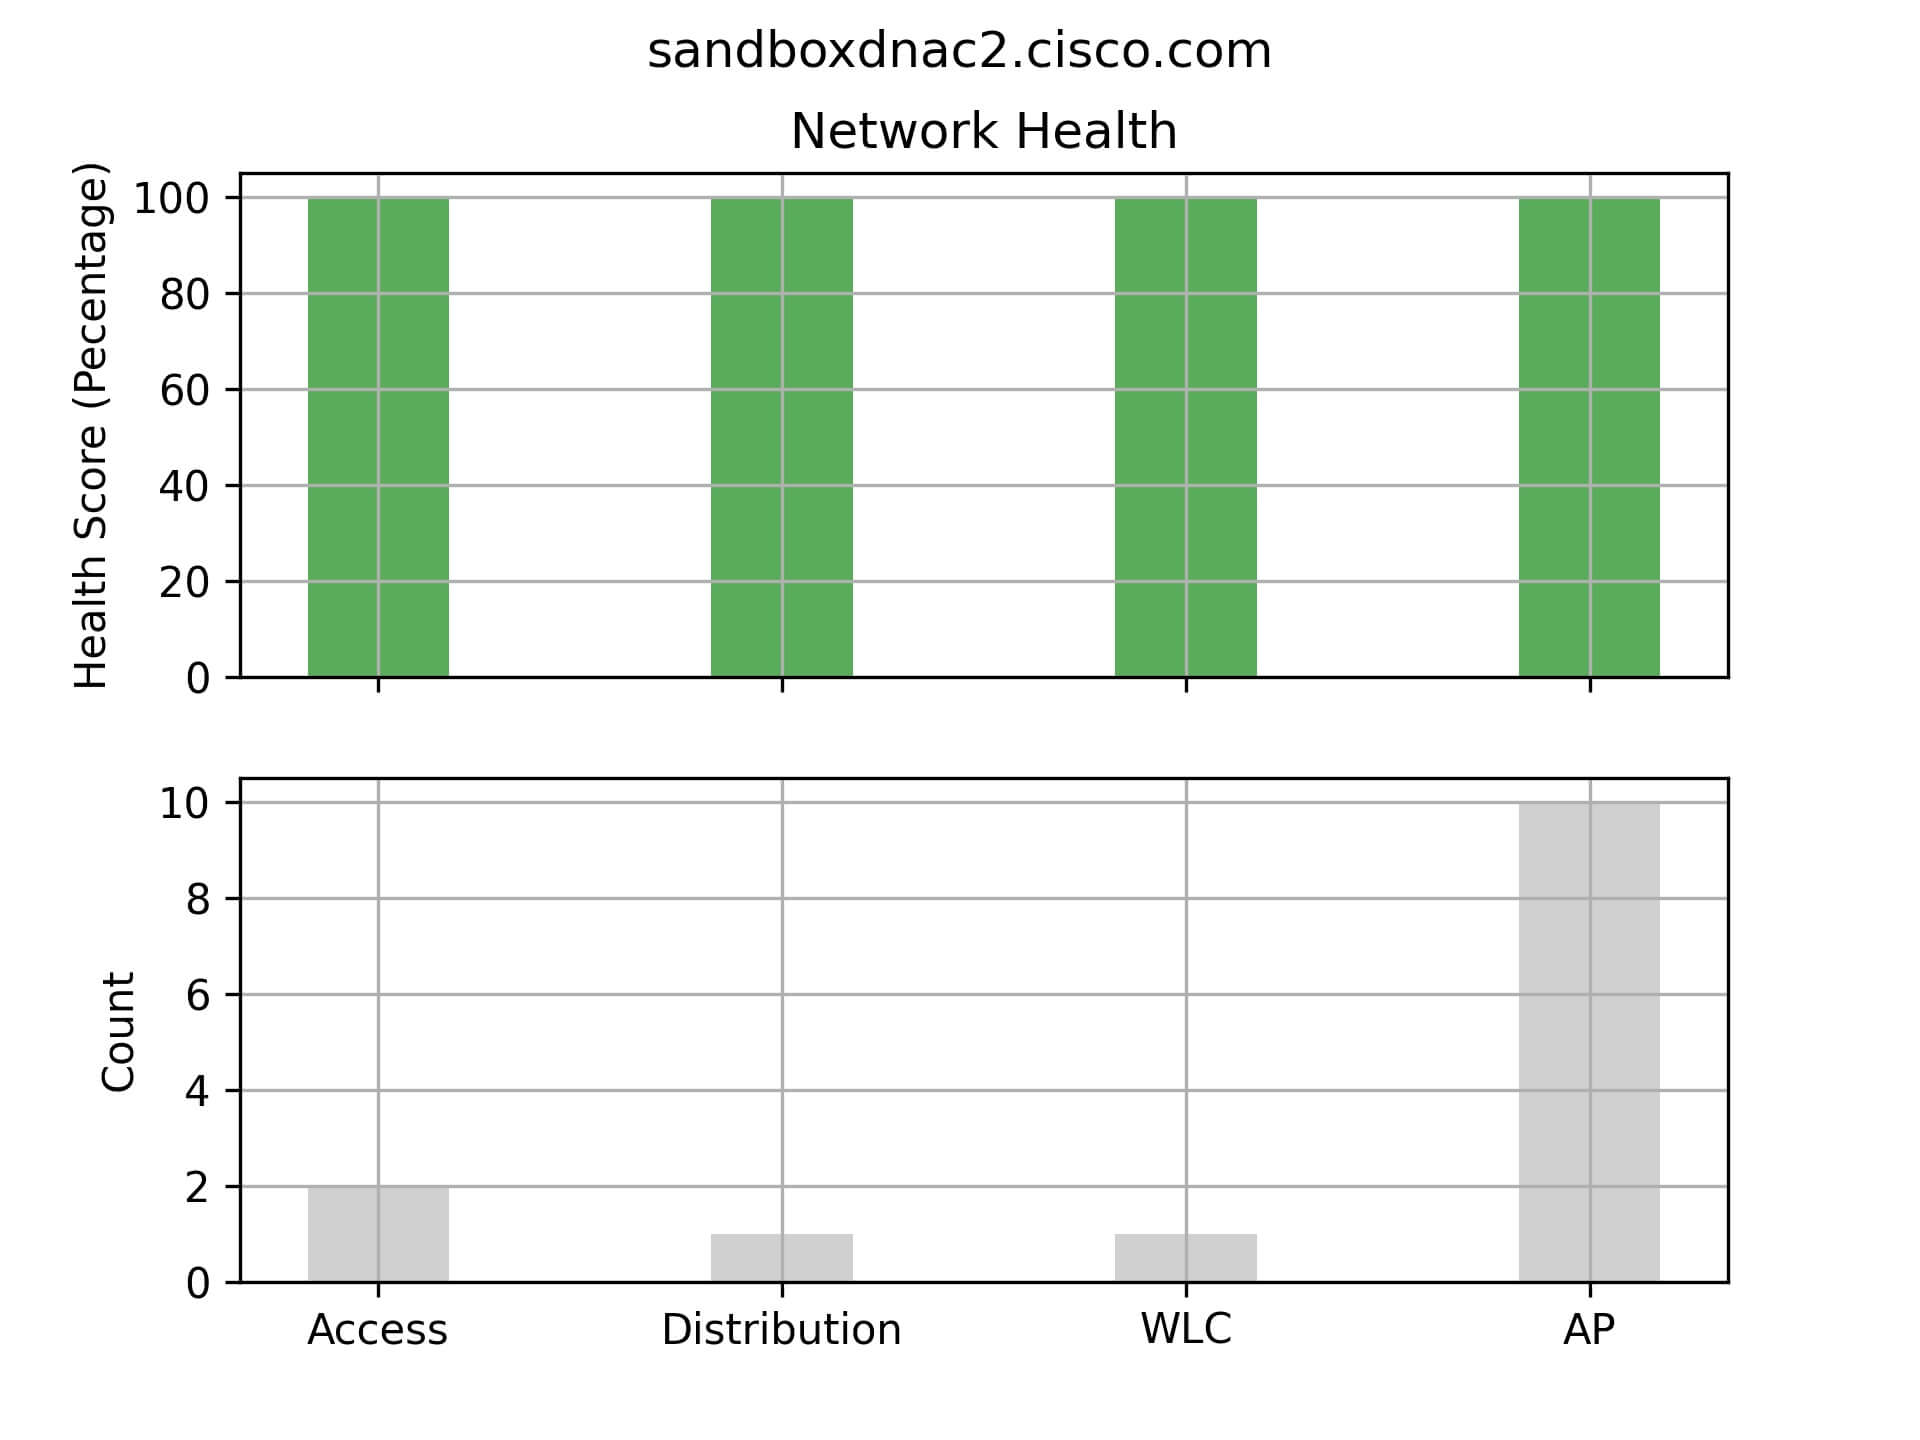 sandboxdnac2.cisco.com
Network Health
Health Score (Pecentage)
100
80
60
40
20
0
Count
10
8
6
4
2
0
Access Distribution WLC AP